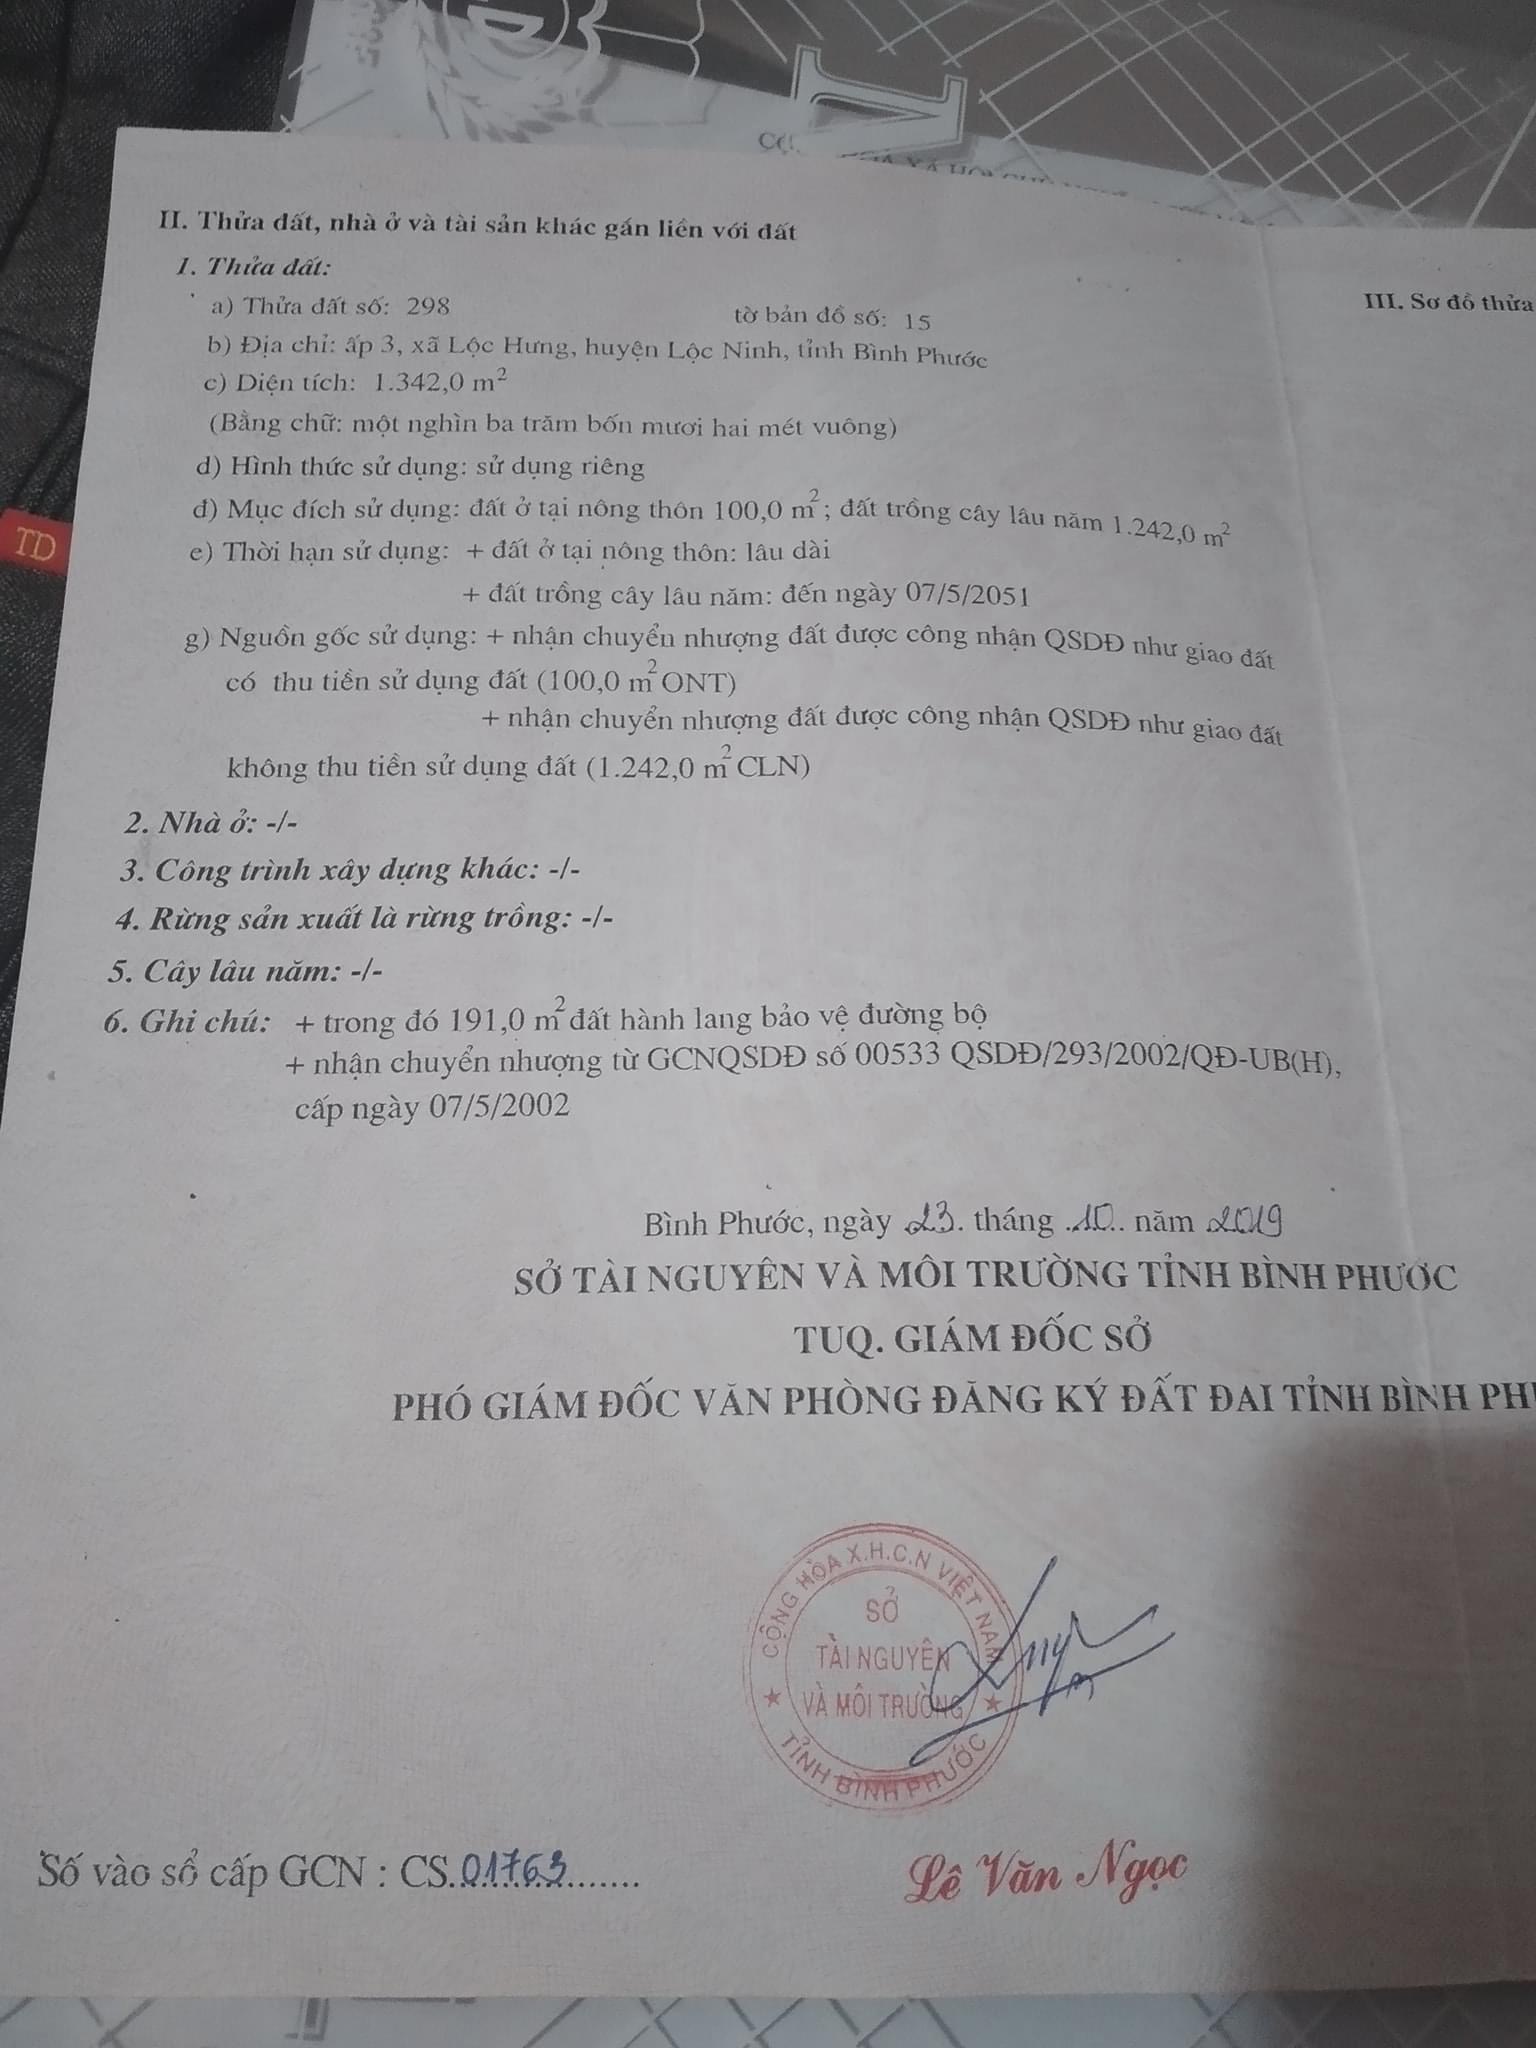 II. Thửa đất, nhà ở và tài sản khác gắn liền với đất
1. Thửa đất:
a) Thửa đất số: 298 tờ bản đồ số: 15
b) Địa chỉ: ấp 3, xã Lộc Hưng, huyện Lộc Ninh, tỉnh Bình Phước
c) Diện tích: 1.342,0 m²
(Bằng chữ: một nghìn ba trăm bốn mươi hai mét vuông)
d) Hình thức sử dụng: sử dụng riêng
đ) Mục đích sử dụng: đất ở tại nông thôn 100,0 m²; đất trồng cây lâu năm 1.242,0 m²
e) Thời hạn sử dụng: + đất ở tại nông thôn: lâu dài
+ đất trồng cây lâu năm: đến ngày 07/5/2051
g) Nguồn gốc sử dụng: + nhận chuyển nhượng đất được công nhận QSDĐ như giao đất
có thu tiền sử dụng đất (100,0 m² ONT)
+ nhận chuyển nhượng đất được công nhận QSDĐ như giao đất
không thu tiền sử dụng đất (1.242,0 m² CLN)
2. Nhà ở: -/-
3. Công trình xây dựng khác: -/-
4. Rừng sản xuất là rừng trồng: -/-
5. Cây lâu năm: -/-
6. Ghi chú: + trong đó 191,0 m² đất hành lang bảo vệ đường bộ
+ nhận chuyển nhượng từ GCNQSDĐ số 00533 QSDĐ/293/2002/QĐ-UB(H),
cấp ngày 07/5/2002
III. Sơ đồ thửa
Bình Phước, ngày 23 tháng 10 năm 2019
SỞ TÀI NGUYÊN VÀ MÔI TRƯỜNG TỈNH BÌNH PHƯỚC
TUQ. GIÁM ĐỐC SỞ
PHÓ GIÁM ĐỐC VĂN PHÒNG ĐĂNG KÝ ĐẤT ĐAI TỈNH BÌNH PH
CỘNG HÒA X.H.C.N VIỆT NAM
SỞ
TÀI NGUYÊN
VÀ MÔI TRƯỜNG
TỈNH BÌNH PHƯỚC
Số vào sổ cấp GCN : CS.01763
Lê Văn Ngọc
TD